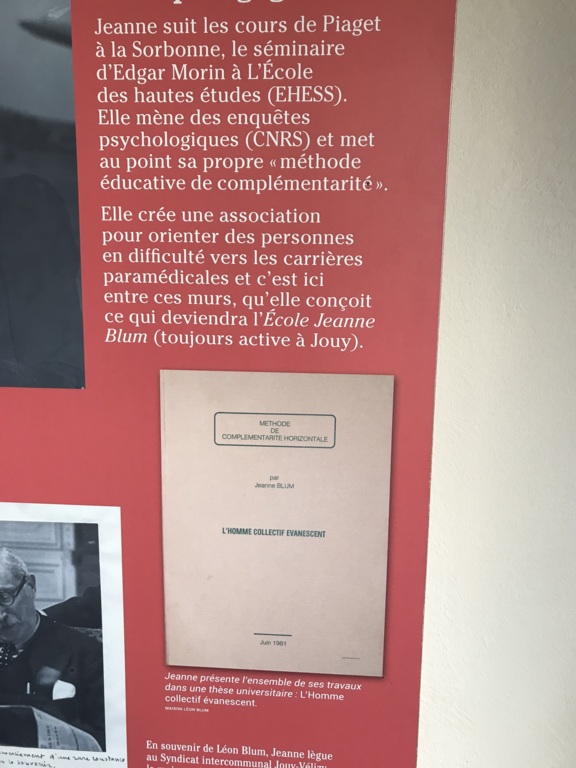 Jeanne suit les cours de Piaget
à la Sorbonne, le séminaire
d'Edgar Morin à L'École
des hautes études (EHESS).
Elle mène des enquêtes
psychologiques (CNRS) et met
au point sa propre « méthode
éducative de complémentarité ».
Elle crée une association
pour orienter des personnes
en difficulté vers les carrières
paramédicales et c'est ici
entre ces murs, qu'elle conçoit
ce qui deviendra l'École Jeanne
Blum (toujours active à Jouy).
METHODE
DE
COMPLEMENTARITE HORIZONTALE
par
Jeanne BLUM
L'HOMME COLLECTIF EVANESCENT
Juin 1981
Jeanne présente l'ensemble de ses travaux
dans une thèse universitaire : L'Homme
collectif évanescent.
MAISON LÉON BLUM
d'une rare constance
souvenir.
En souvenir de Léon Blum, Jeanne lègue
au Syndicat intercommunal Jouy-Vélizy